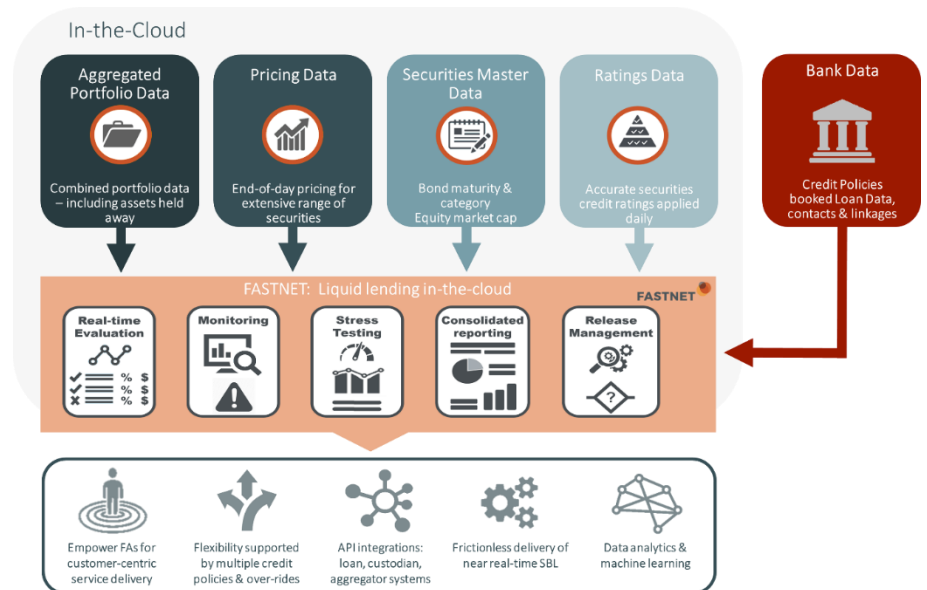 In-the-Cloud
Aggregated
Portfolio Data
Combined portfolio data
– including assets held
away
Pricing Data
End-of-day pricing for
extensive range of
securities
Securities Master
Data
Bond maturity &
category
Equity market cap
Ratings Data
Accurate securities
credit ratings applied
daily
Bank Data
Credit Policies
booked Loan Data,
contacts & linkages
FASTNET: Liquid lending in-the-cloud
FASTNET
Real-time
Evaluation
% $
% $
% $
Monitoring
Stress
Testing
Consolidated
reporting
Release
Management
?
Empower FAs for
customer-centric
service delivery
Flexibility supported
by multiple credit
policies & over-rides
API integrations:
loan, custodian,
aggregator systems
Frictionless delivery of
near real-time SBL
Data analytics &
machine learning